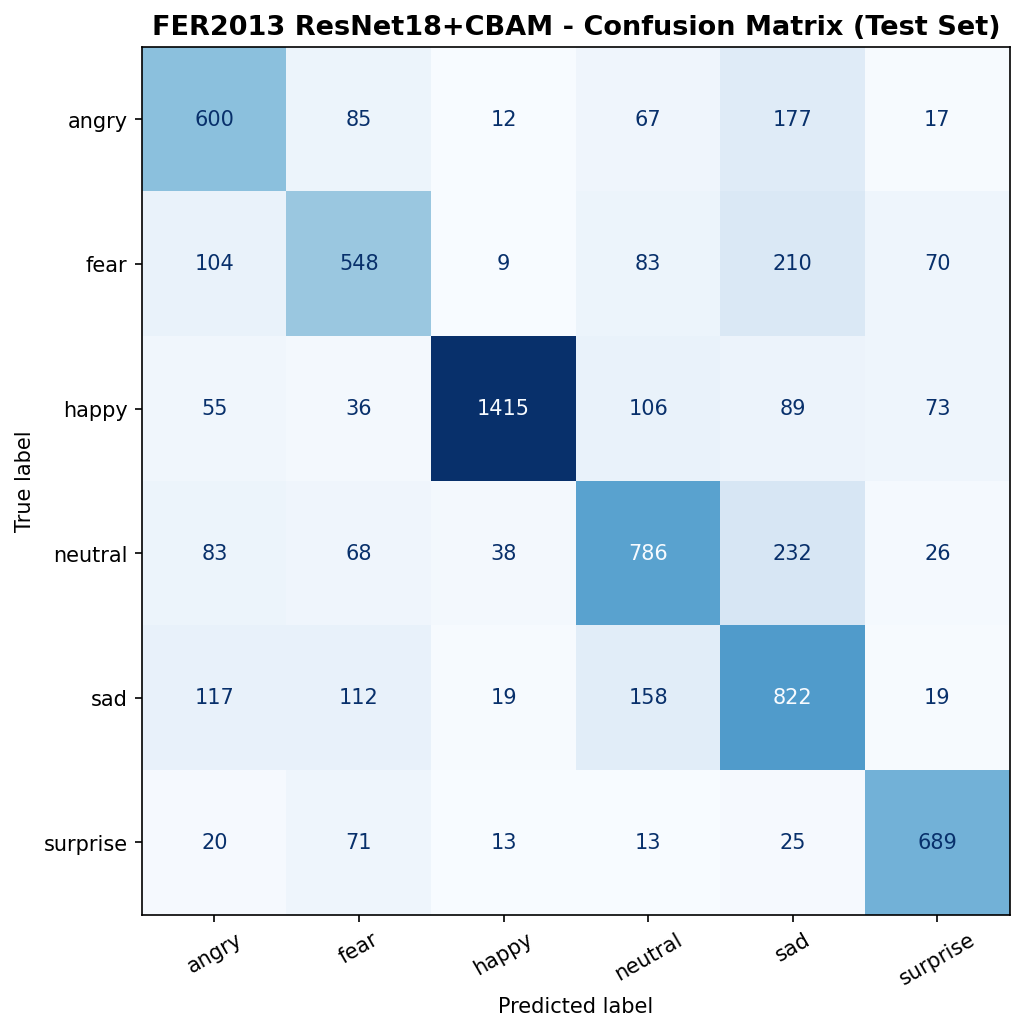 FER2013 ResNet18+CBAM - Confusion Matrix (Test Set)
angry 600 85 12 67 177 17
fear 104 548 9 83 210 70
happy 55 36 1415 106 89 73
neutral 83 68 38 786 232 26
sad 117 112 19 158 822 19
surprise 20 71 13 13 25 689
True label
angry fear happy neutral sad surprise
Predicted label